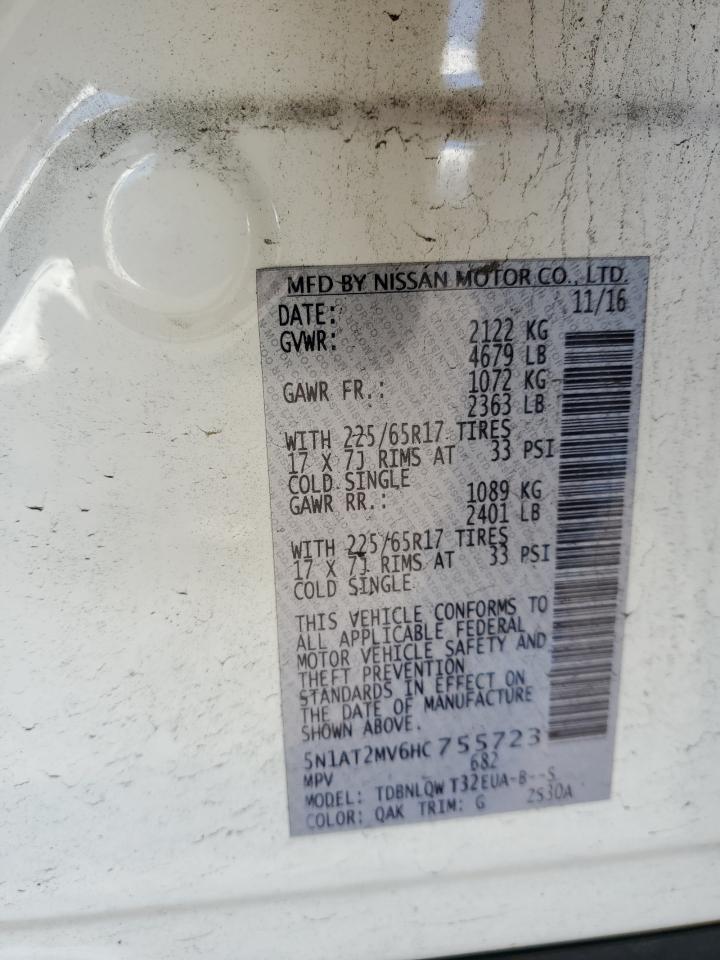 MFD BY NISSAN MOTOR CO., LTD.
DATE: 11/16
GVWR: 2122 KG
4679 LB
GAWR FR.: 1072 KG
2363 LB
WITH 225/65R17 TIRES
17 X 7J RIMS AT 33 PSI
COLD SINGLE
GAWR RR.: 1089 KG
2401 LB
WITH 225/65R17 TIRES
17 X 7J RIMS AT 33 PSI
COLD SINGLE
THIS VEHICLE CONFORMS TO
ALL APPLICABLE FEDERAL
MOTOR VEHICLE SAFETY AND
THEFT PREVENTION
STANDARDS IN EFFECT ON
THE DATE OF MANUFACTURE
SHOWN ABOVE.
5N1AT2MV6HC755723
MPV 682
MODEL: TDBNLQW T32EUA-B--S
COLOR: QAK TRIM: G 2S30A